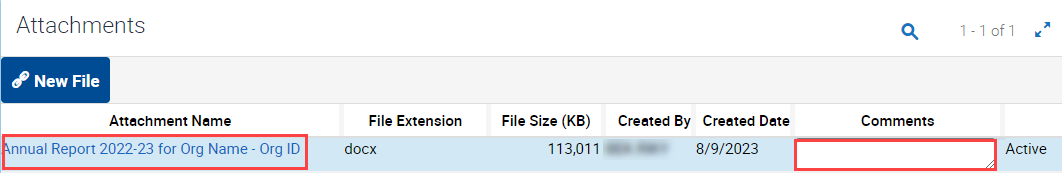 Attachments
1 - 1 of 1
New File
Attachment Name File Extension File Size (KB) Created By Created Date Comments
Annual Report 2022-23 for Org Name - Org ID docx 113,011 8/9/2023 Active